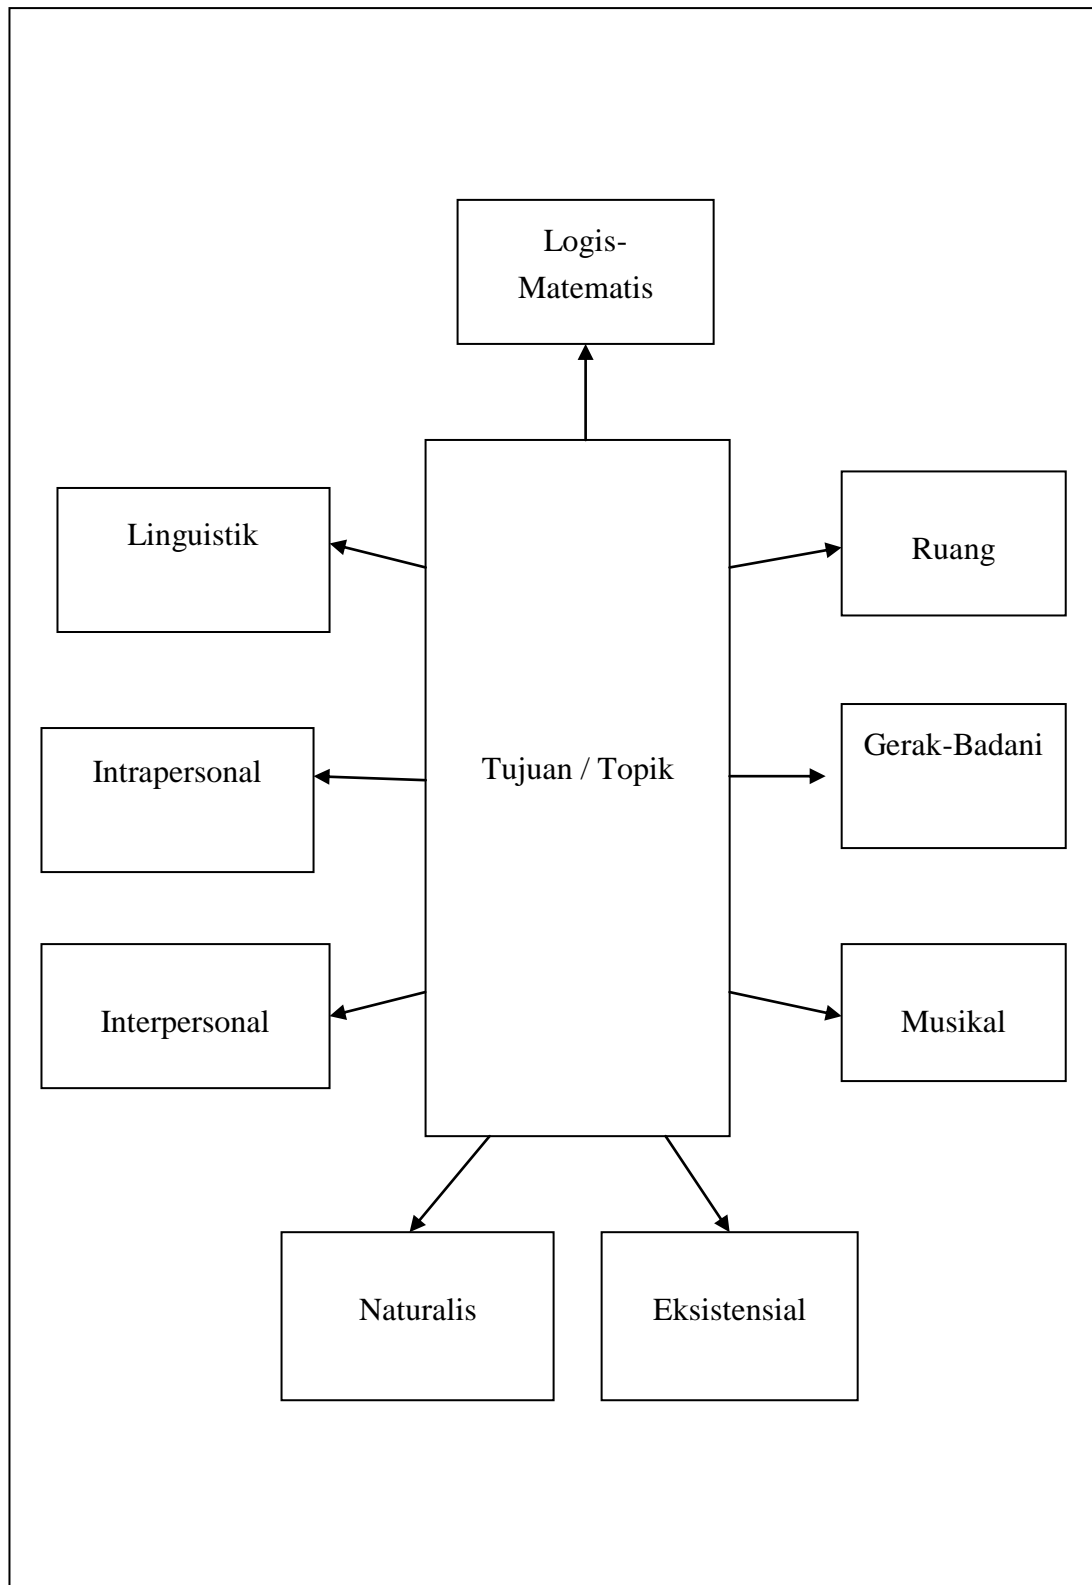 Logis-
Matematis
Linguistik
Ruang
Intrapersonal
Tujuan / Topik
Gerak-Badani
Interpersonal
Musikal
Naturalis
Eksistensial